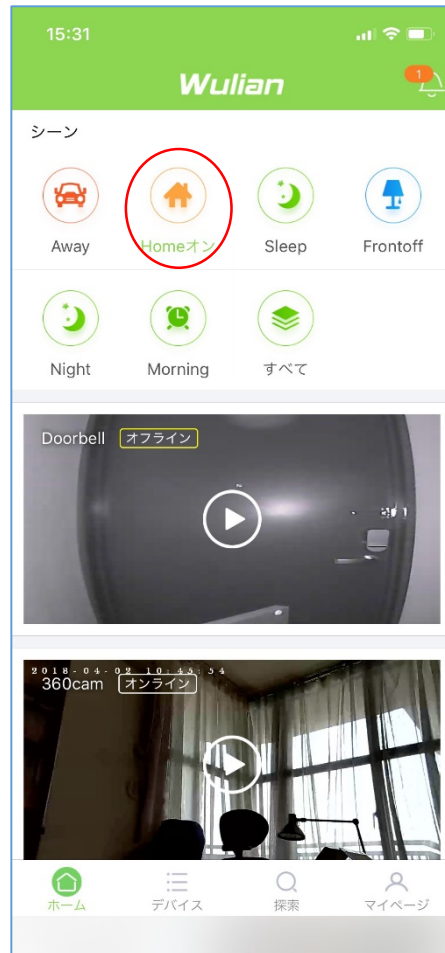 15:31
Wulian
1
シーン
Away
Homeオン
Sleep
Frontoff
Night
Morning
すべて
Doorbell オフライン
2018-04-02 10:45:54
360cam オンライン
ホーム
デバイス
探索
マイページ